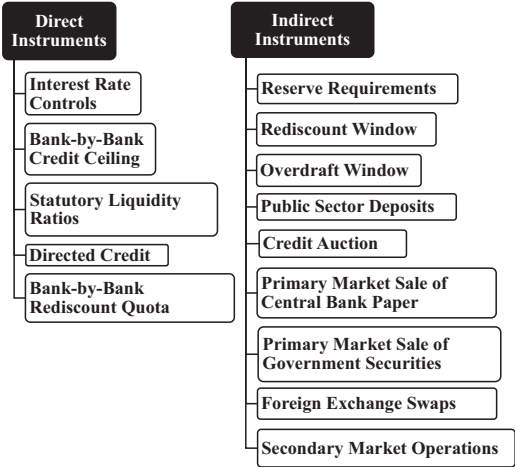 Direct
Instruments
Interest Rate
Controls
Bank-by-Bank
Credit Ceiling
Statutory Liquidity
Ratios
Directed Credit
Bank-by-Bank
Rediscount Quota
Indirect
Instruments
Reserve Requirements
Rediscount Window
Overdraft Window
Public Sector Deposits
Credit Auction
Primary Market Sale of
Central Bank Paper
Primary Market Sale of
Government Securities
Foreign Exchange Swaps
Secondary Market Operations